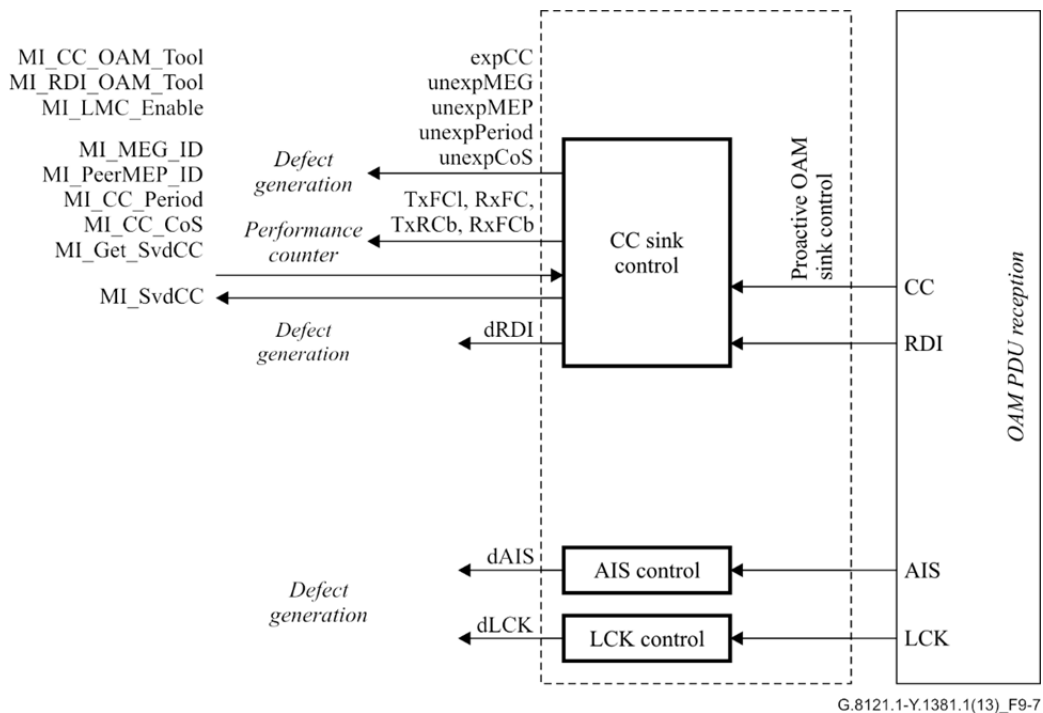 MI_CC_OAM_Tool
MI_RDI_OAM_Tool
MI_LMC_Enable
MI_MEG_ID
MI_PeerMEP_ID
MI_CC_Period
MI_CC_CoS
MI_Get_SvdCC
MI_SvdCC
Defect
generation
Performance
counter
Defect
generation
Defect
generation
expCC
unexpMEG
unexpMEP
unexpPeriod
unexpCoS
TxFCl, RxFC,
TxRCb, RxFCb
dRDI
dAIS
dLCK
CC sink
control
AIS control
LCK control
Proactive OAM
sink control
CC
RDI
AIS
LCK
OAM PDU reception
G.8121.1-Y.1381.1(13)_F9-7